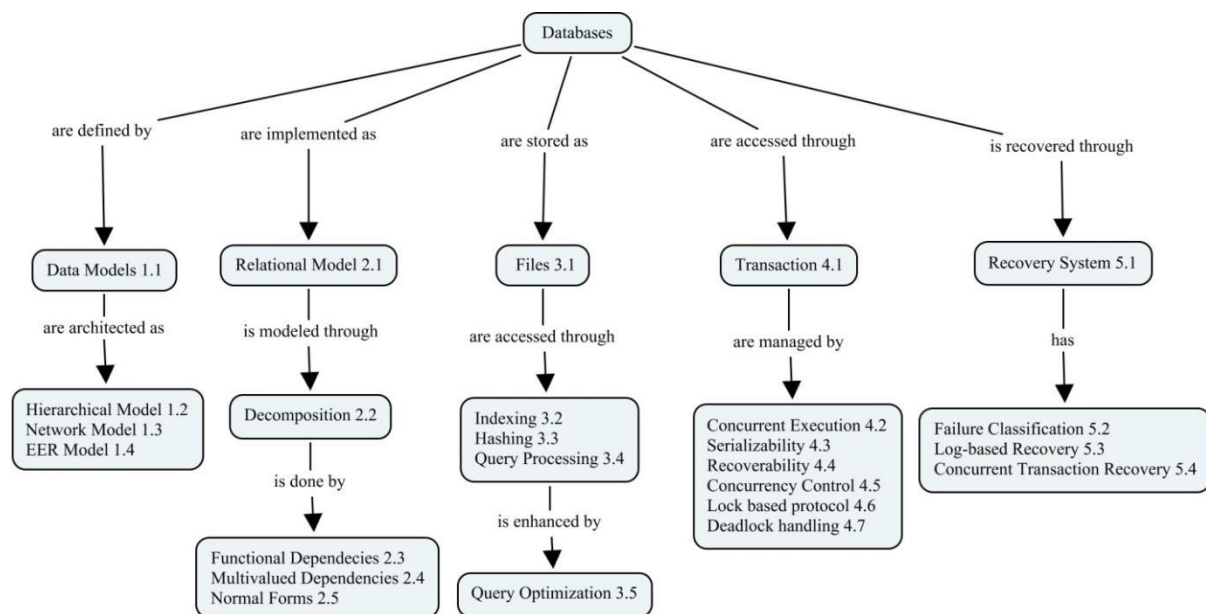 Databases
are defined by
are implemented as
are stored as
are accessed through
is recovered through
Data Models 1.1
Relational Model 2.1
Files 3.1
Transaction 4.1
Recovery System 5.1
are architected as
is modeled through
are accessed through
are managed by
has
Hierarchical Model 1.2
Network Model 1.3
EER Model 1.4
Decomposition 2.2
Indexing 3.2
Hashing 3.3
Query Processing 3.4
Concurrent Execution 4.2
Serializability 4.3
Recoverability 4.4
Concurrency Control 4.5
Lock based protocol 4.6
Deadlock handling 4.7
Failure Classification 5.2
Log-based Recovery 5.3
Concurrent Transaction Recovery 5.4
is done by
is enhanced by
Functional Dependecies 2.3
Multivalued Dependencies 2.4
Normal Forms 2.5
Query Optimization 3.5